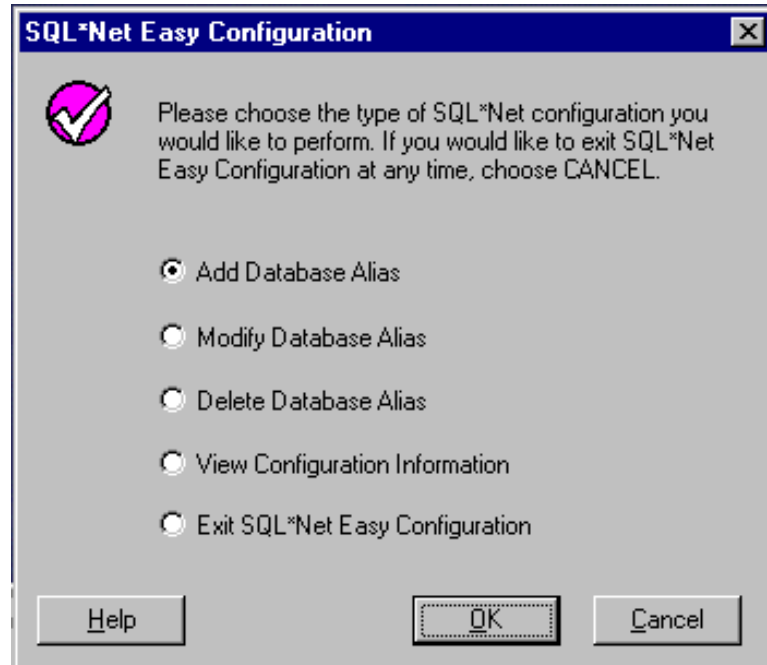 SQL*Net Easy Configuration
Please choose the type of SQL*Net configuration you
would like to perform. If you would like to exit SQL*Net
Easy Configuration at any time, choose CANCEL.
Add Database Alias
Modify Database Alias
Delete Database Alias
View Configuration Information
Exit SQL*Net Easy Configuration
Help OK Cancel